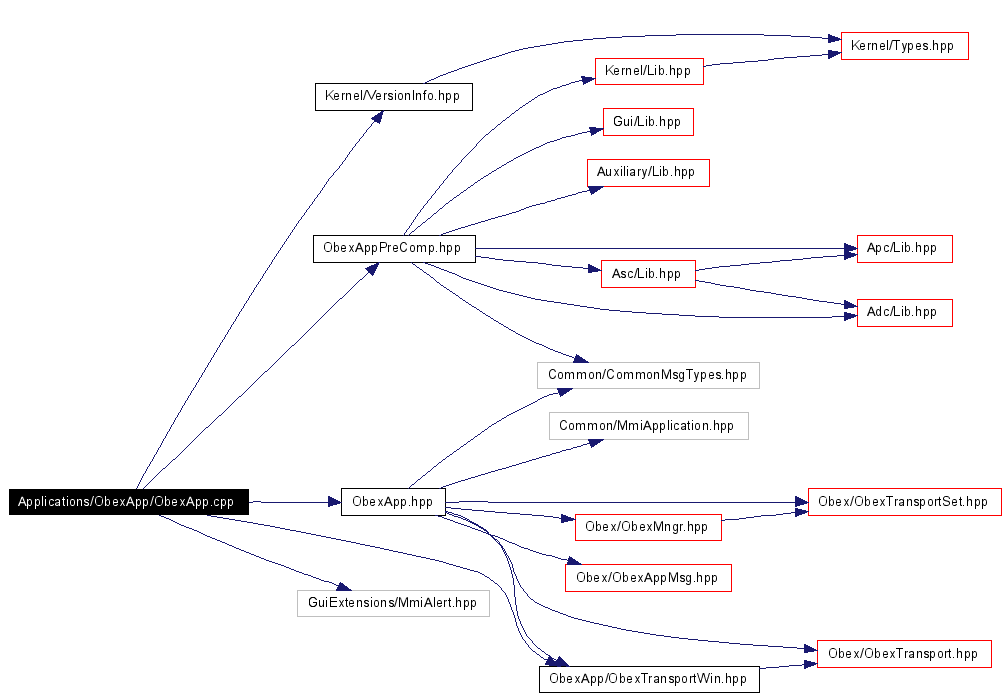 Kernel/Types.hpp
Kernel/Lib.hpp
Kernel/VersionInfo.hpp
Gui/Lib.hpp
Auxiliary/Lib.hpp
ObexAppPreComp.hpp
Apc/Lib.hpp
Asc/Lib.hpp
Adc/Lib.hpp
Common/CommonMsgTypes.hpp
Common/MmiApplication.hpp
Applications/ObexApp/ObexApp.cpp
ObexApp.hpp
Obex/ObexTransportSet.hpp
Obex/ObexMngr.hpp
Obex/ObexAppMsg.hpp
GuiExtensions/MmiAlert.hpp
Obex/ObexTransport.hpp
ObexApp/ObexTransportWin.hpp